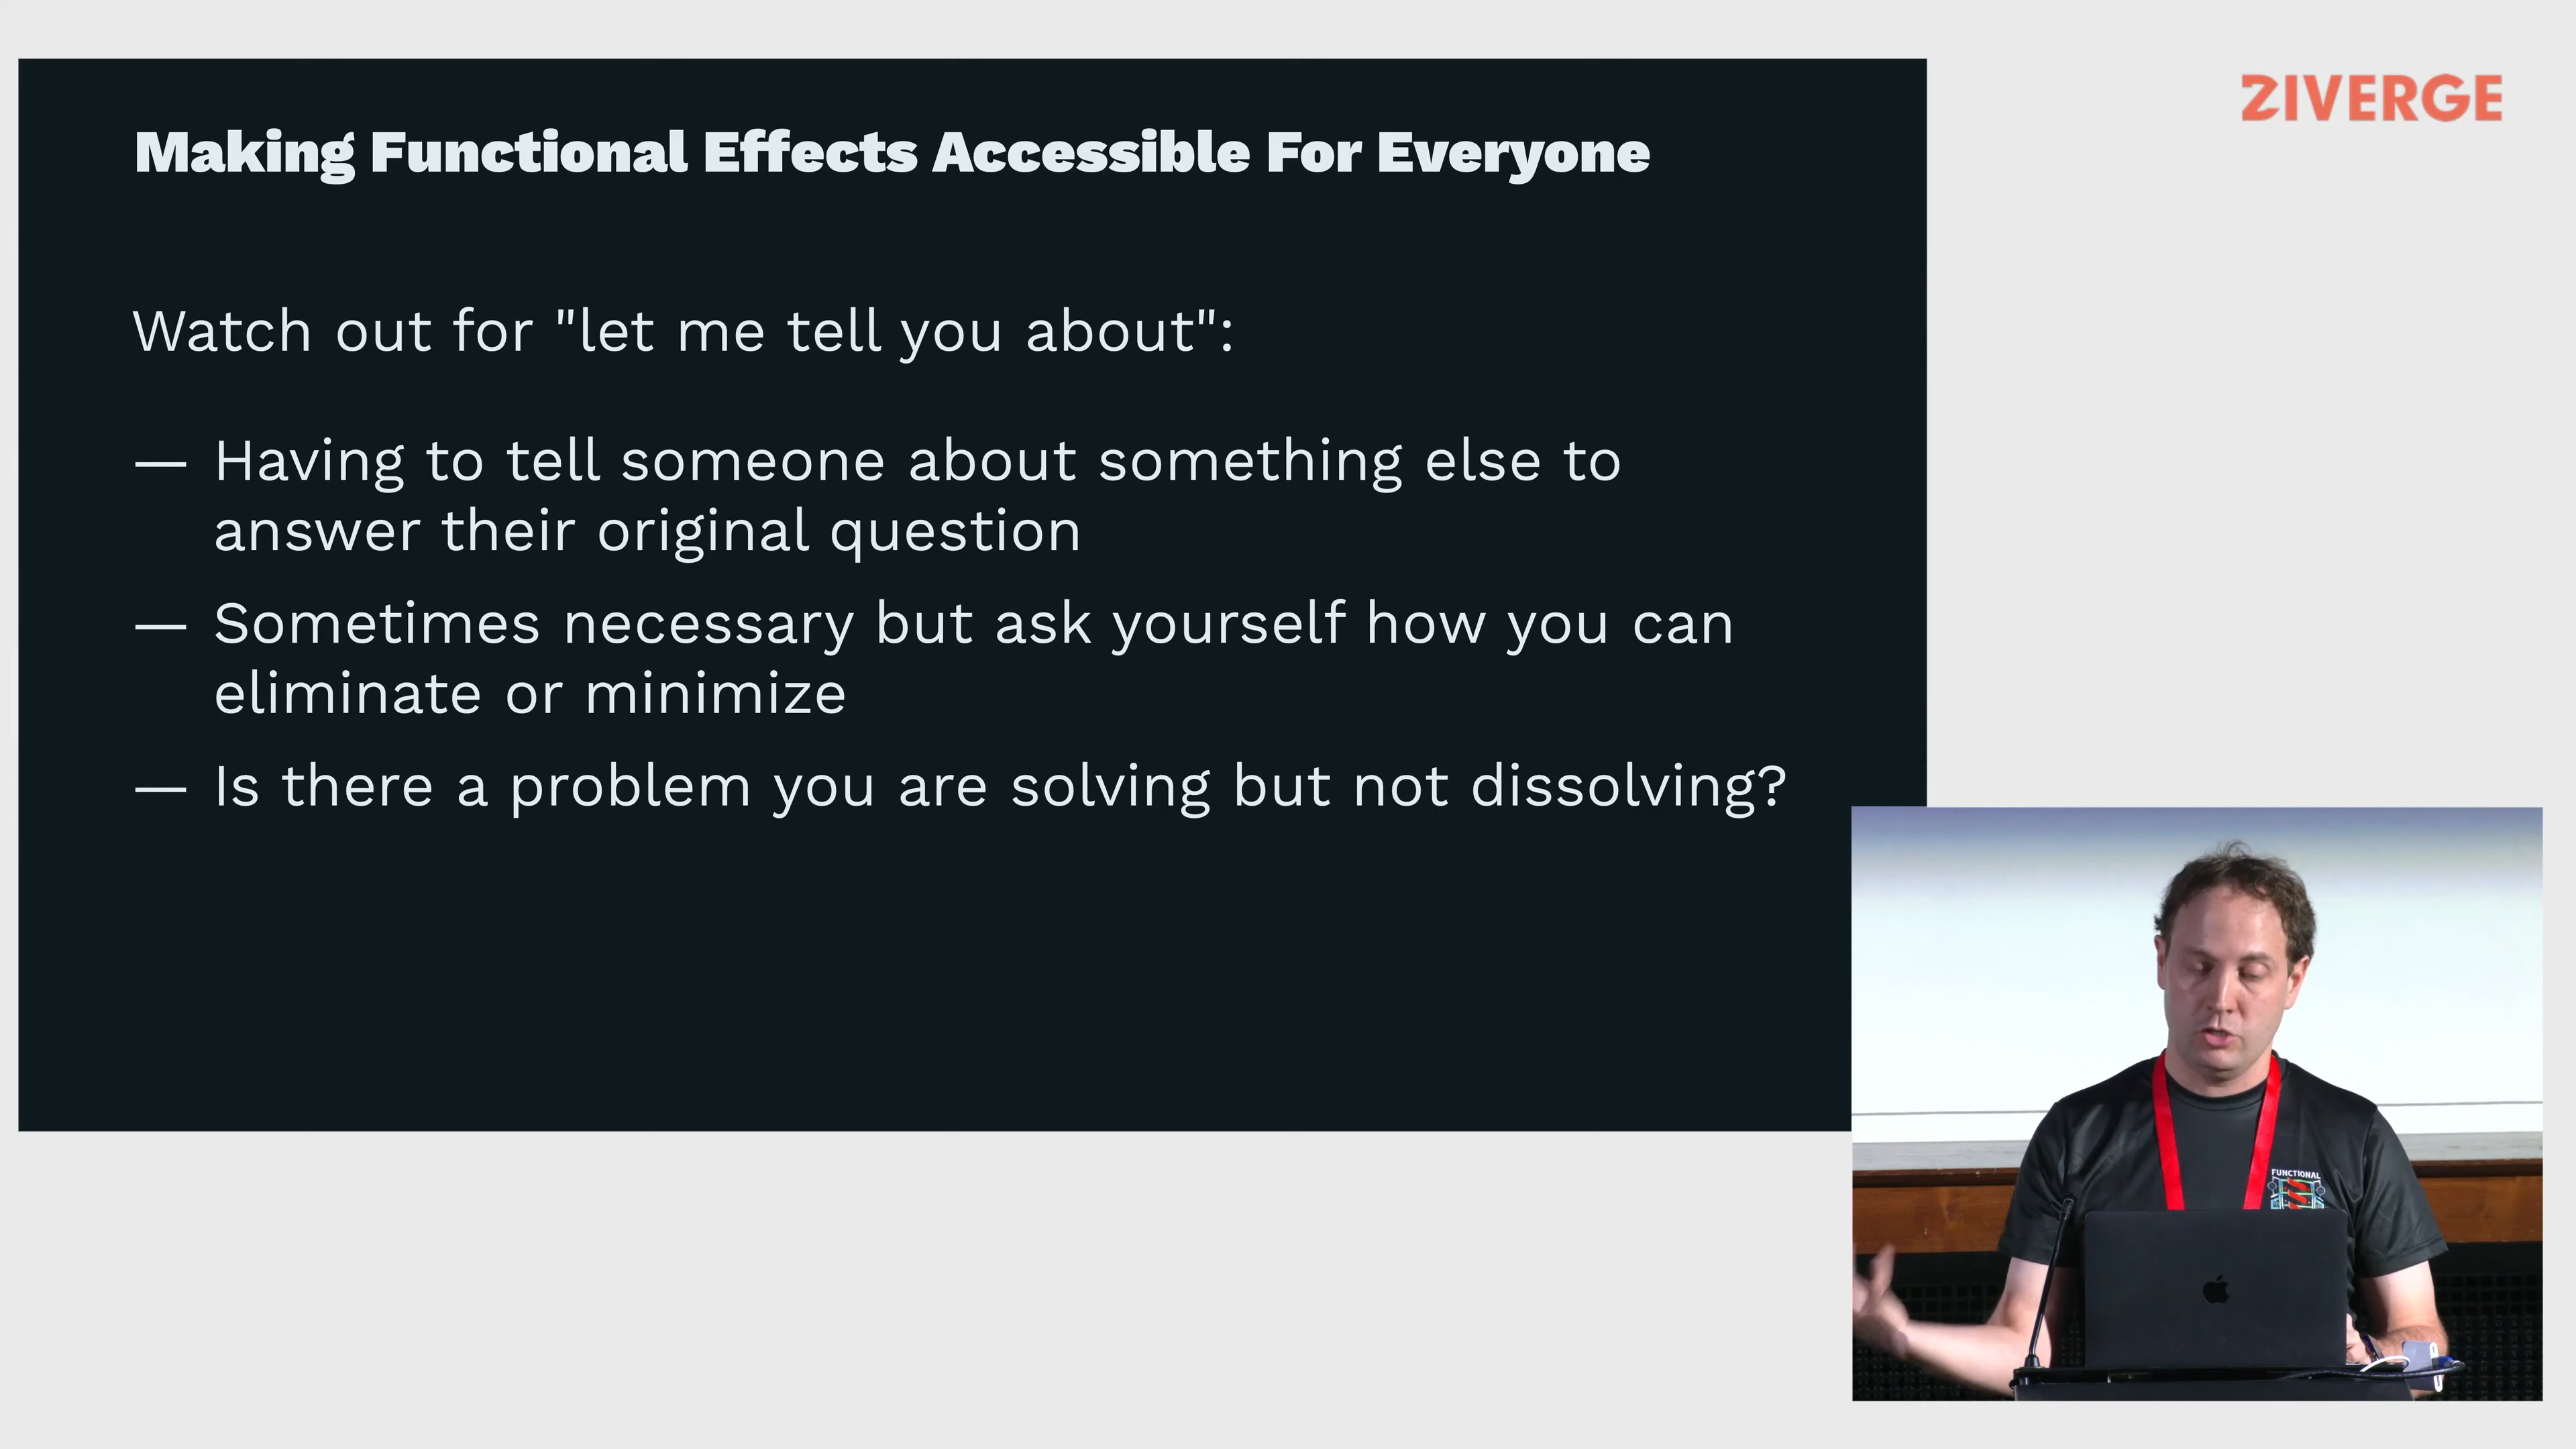 ZIVERGE
Making Functional Effects Accessible For Everyone
Watch out for "let me tell you about":
— Having to tell someone about something else to
answer their original question
— Sometimes necessary but ask yourself how you can
eliminate or minimize
— Is there a problem you are solving but not dissolving?
FUNCTIONAL